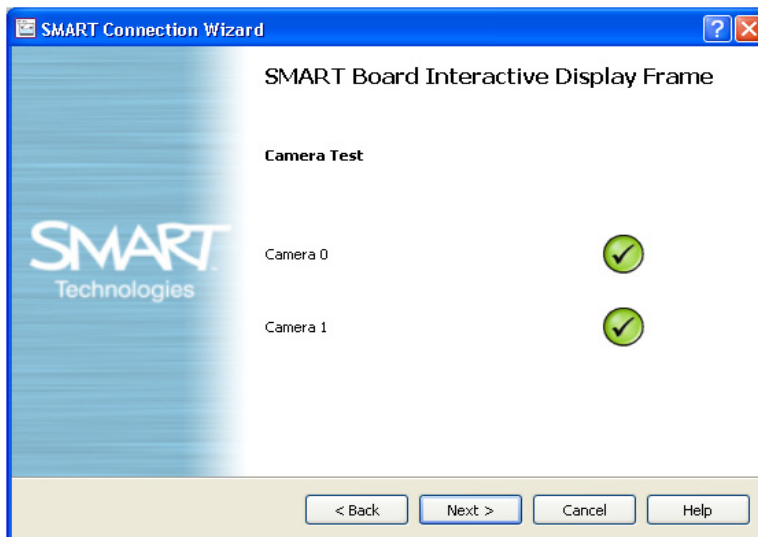 SMART Connection Wizard
SMART Board Interactive Display Frame
Camera Test
Camera 0
Camera 1
SMART
Technologies
< Back Next > Cancel Help